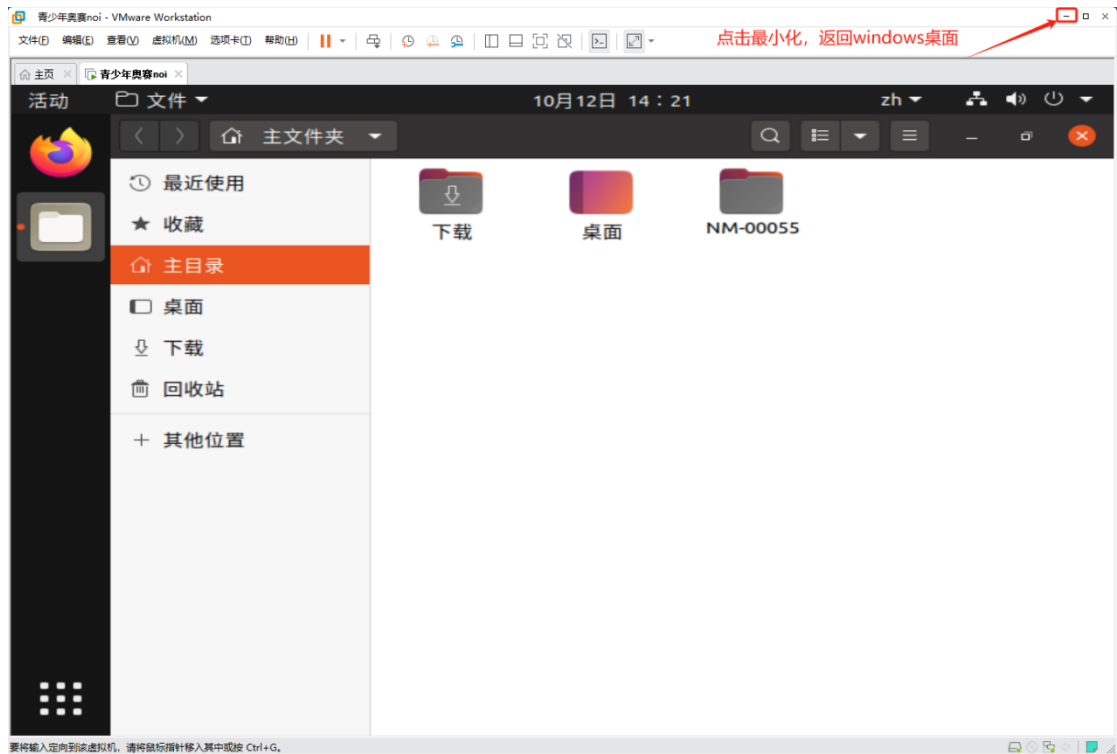 青少年奥赛noi - VMware Workstation
文件(F) 编辑(E) 查看(V) 虚拟机(M) 选项卡(T) 帮助(H)
点击最小化，返回windows桌面
主页 青少年奥赛noi
活动 文件 10月12日 14：21 zh
主文件夹
最近使用
收藏
主目录
桌面
下载
回收站
其他位置
下载 桌面 NM-00055
要将输入定向到该虚拟机，请将鼠标指针移入其中或按 Ctrl+G。